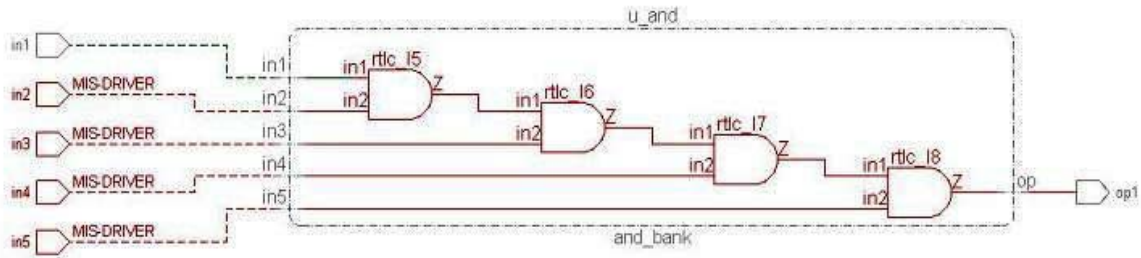 u_and
in1
in1
in1
rtlc_I5
Z
in2
MIS-DRIVER
in2
in2
in1
rtlc_I6
Z
in3
MIS-DRIVER
in3
in2
in1
rtlc_I7
Z
in4
MIS-DRIVER
in4
in2
in1
rtlc_I8
Z
op
op1
in5
MIS-DRIVER
in5
in2
and_bank